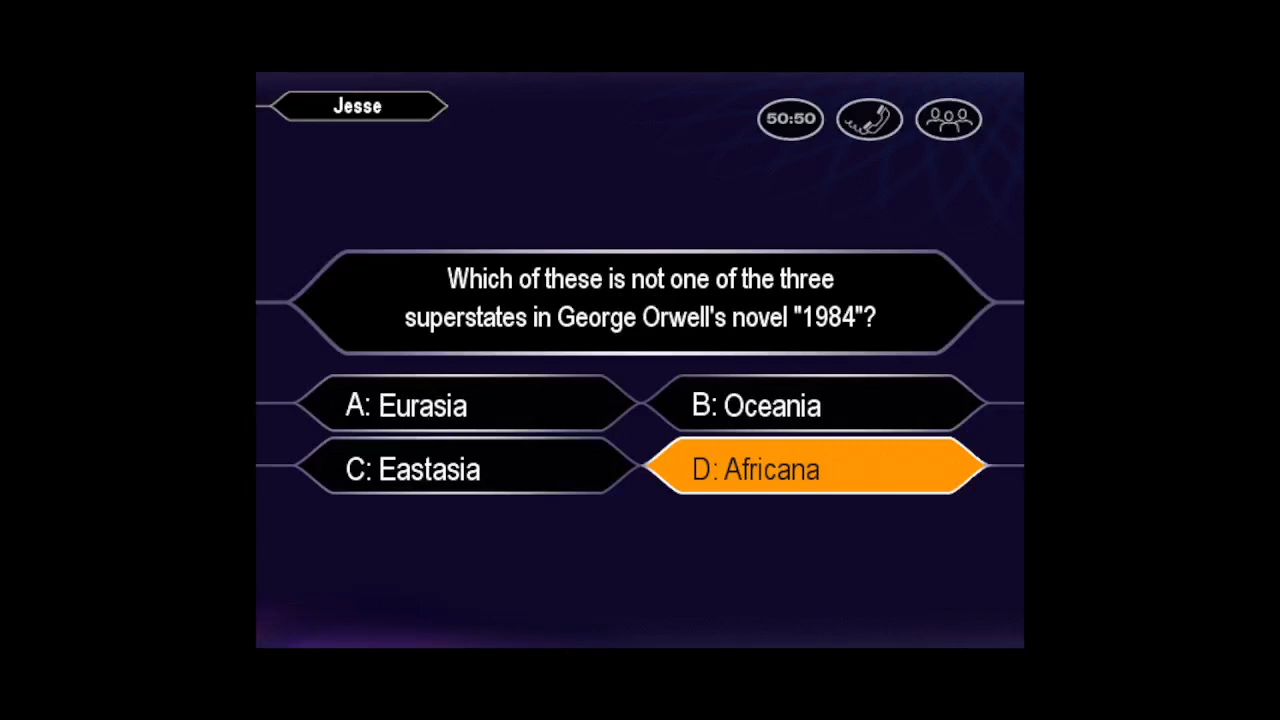 Jesse
50:50
Which of these is not one of the three
superstates in George Orwell's novel "1984"?
A: Eurasia
B: Oceania
C: Eastasia
D: Africana